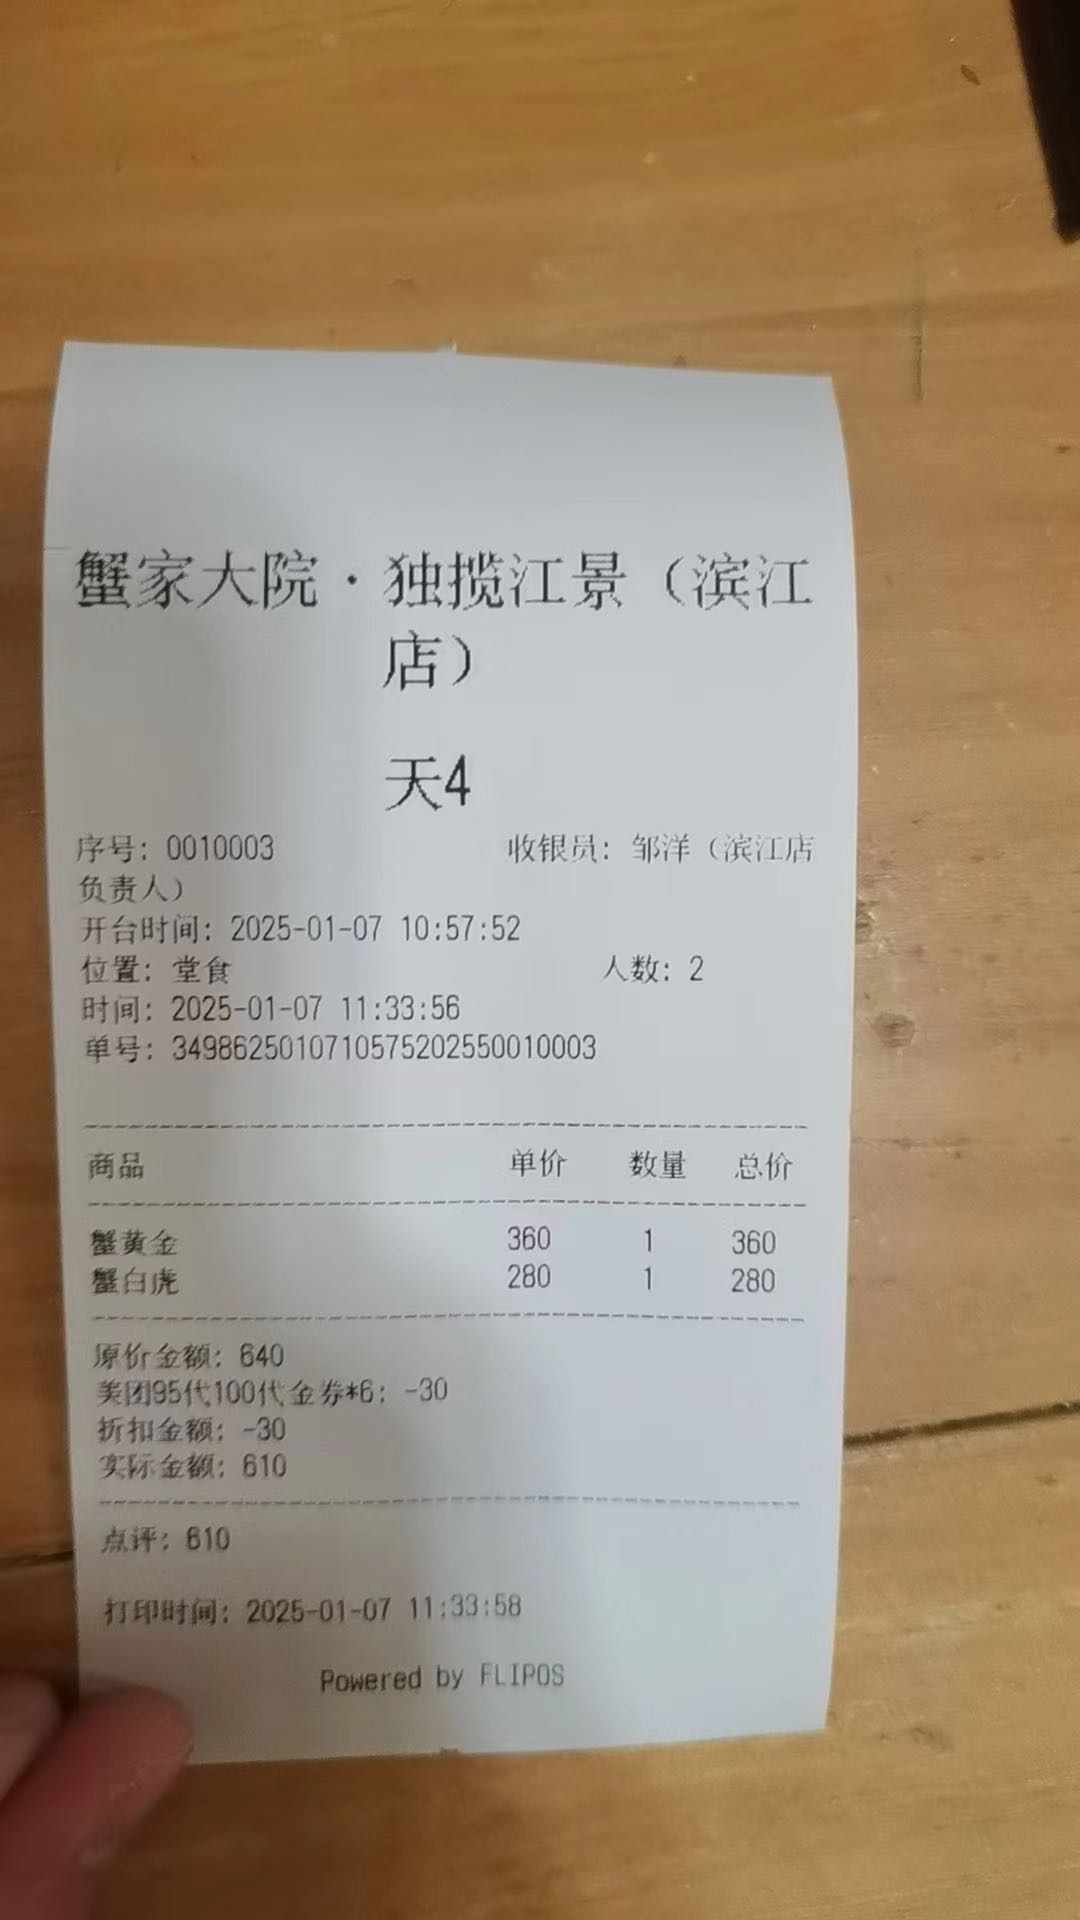 蟹家大院·独揽江景（滨江
店）
天4
序号: 0010003 收银员: 邹洋（滨江店
负责人）
开台时间: 2025-01-07 10:57:52
位置: 堂食 人数: 2
时间: 2025-01-07 11:33:56
单号: 34986250107105752025500​10003
商品 单价 数量 总价
蟹黄金 360 1 360
蟹白虎 280 1 280
原价金额: 640
美团95代100代金券*6: -30
折扣金额: -30
实际金额: 610
点评: 610
打印时间: 2025-01-07 11:33:58
Powered by FLIPOS